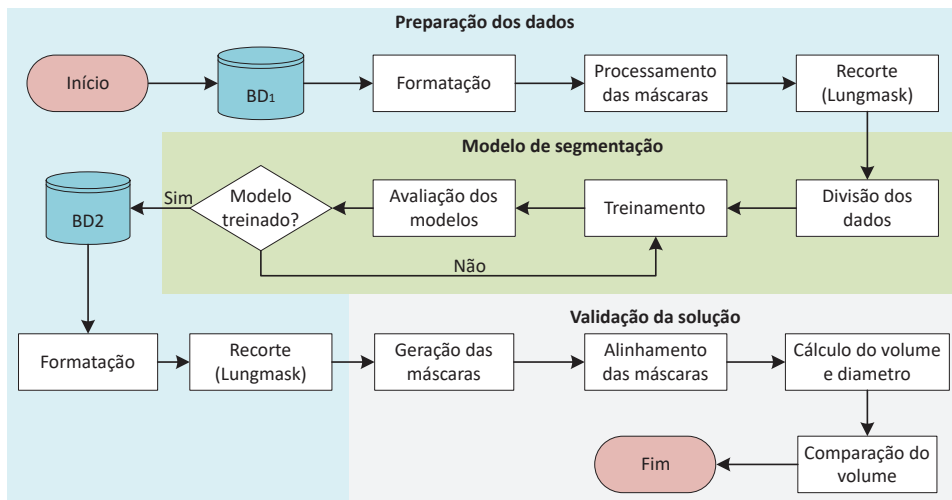 Preparação dos dados
Início
BD₁
Formatação
Processamento
das máscaras
Recorte
(Lungmask)
Modelo de segmentação
Divisão dos
dados
Treinamento
Avaliação dos
modelos
Modelo
treinado?
Sim
Não
BD2
Formatação
Recorte
(Lungmask)
Validação da solução
Geração das
máscaras
Alinhamento
das máscaras
Cálculo do volume
e diametro
Comparação do
volume
Fim